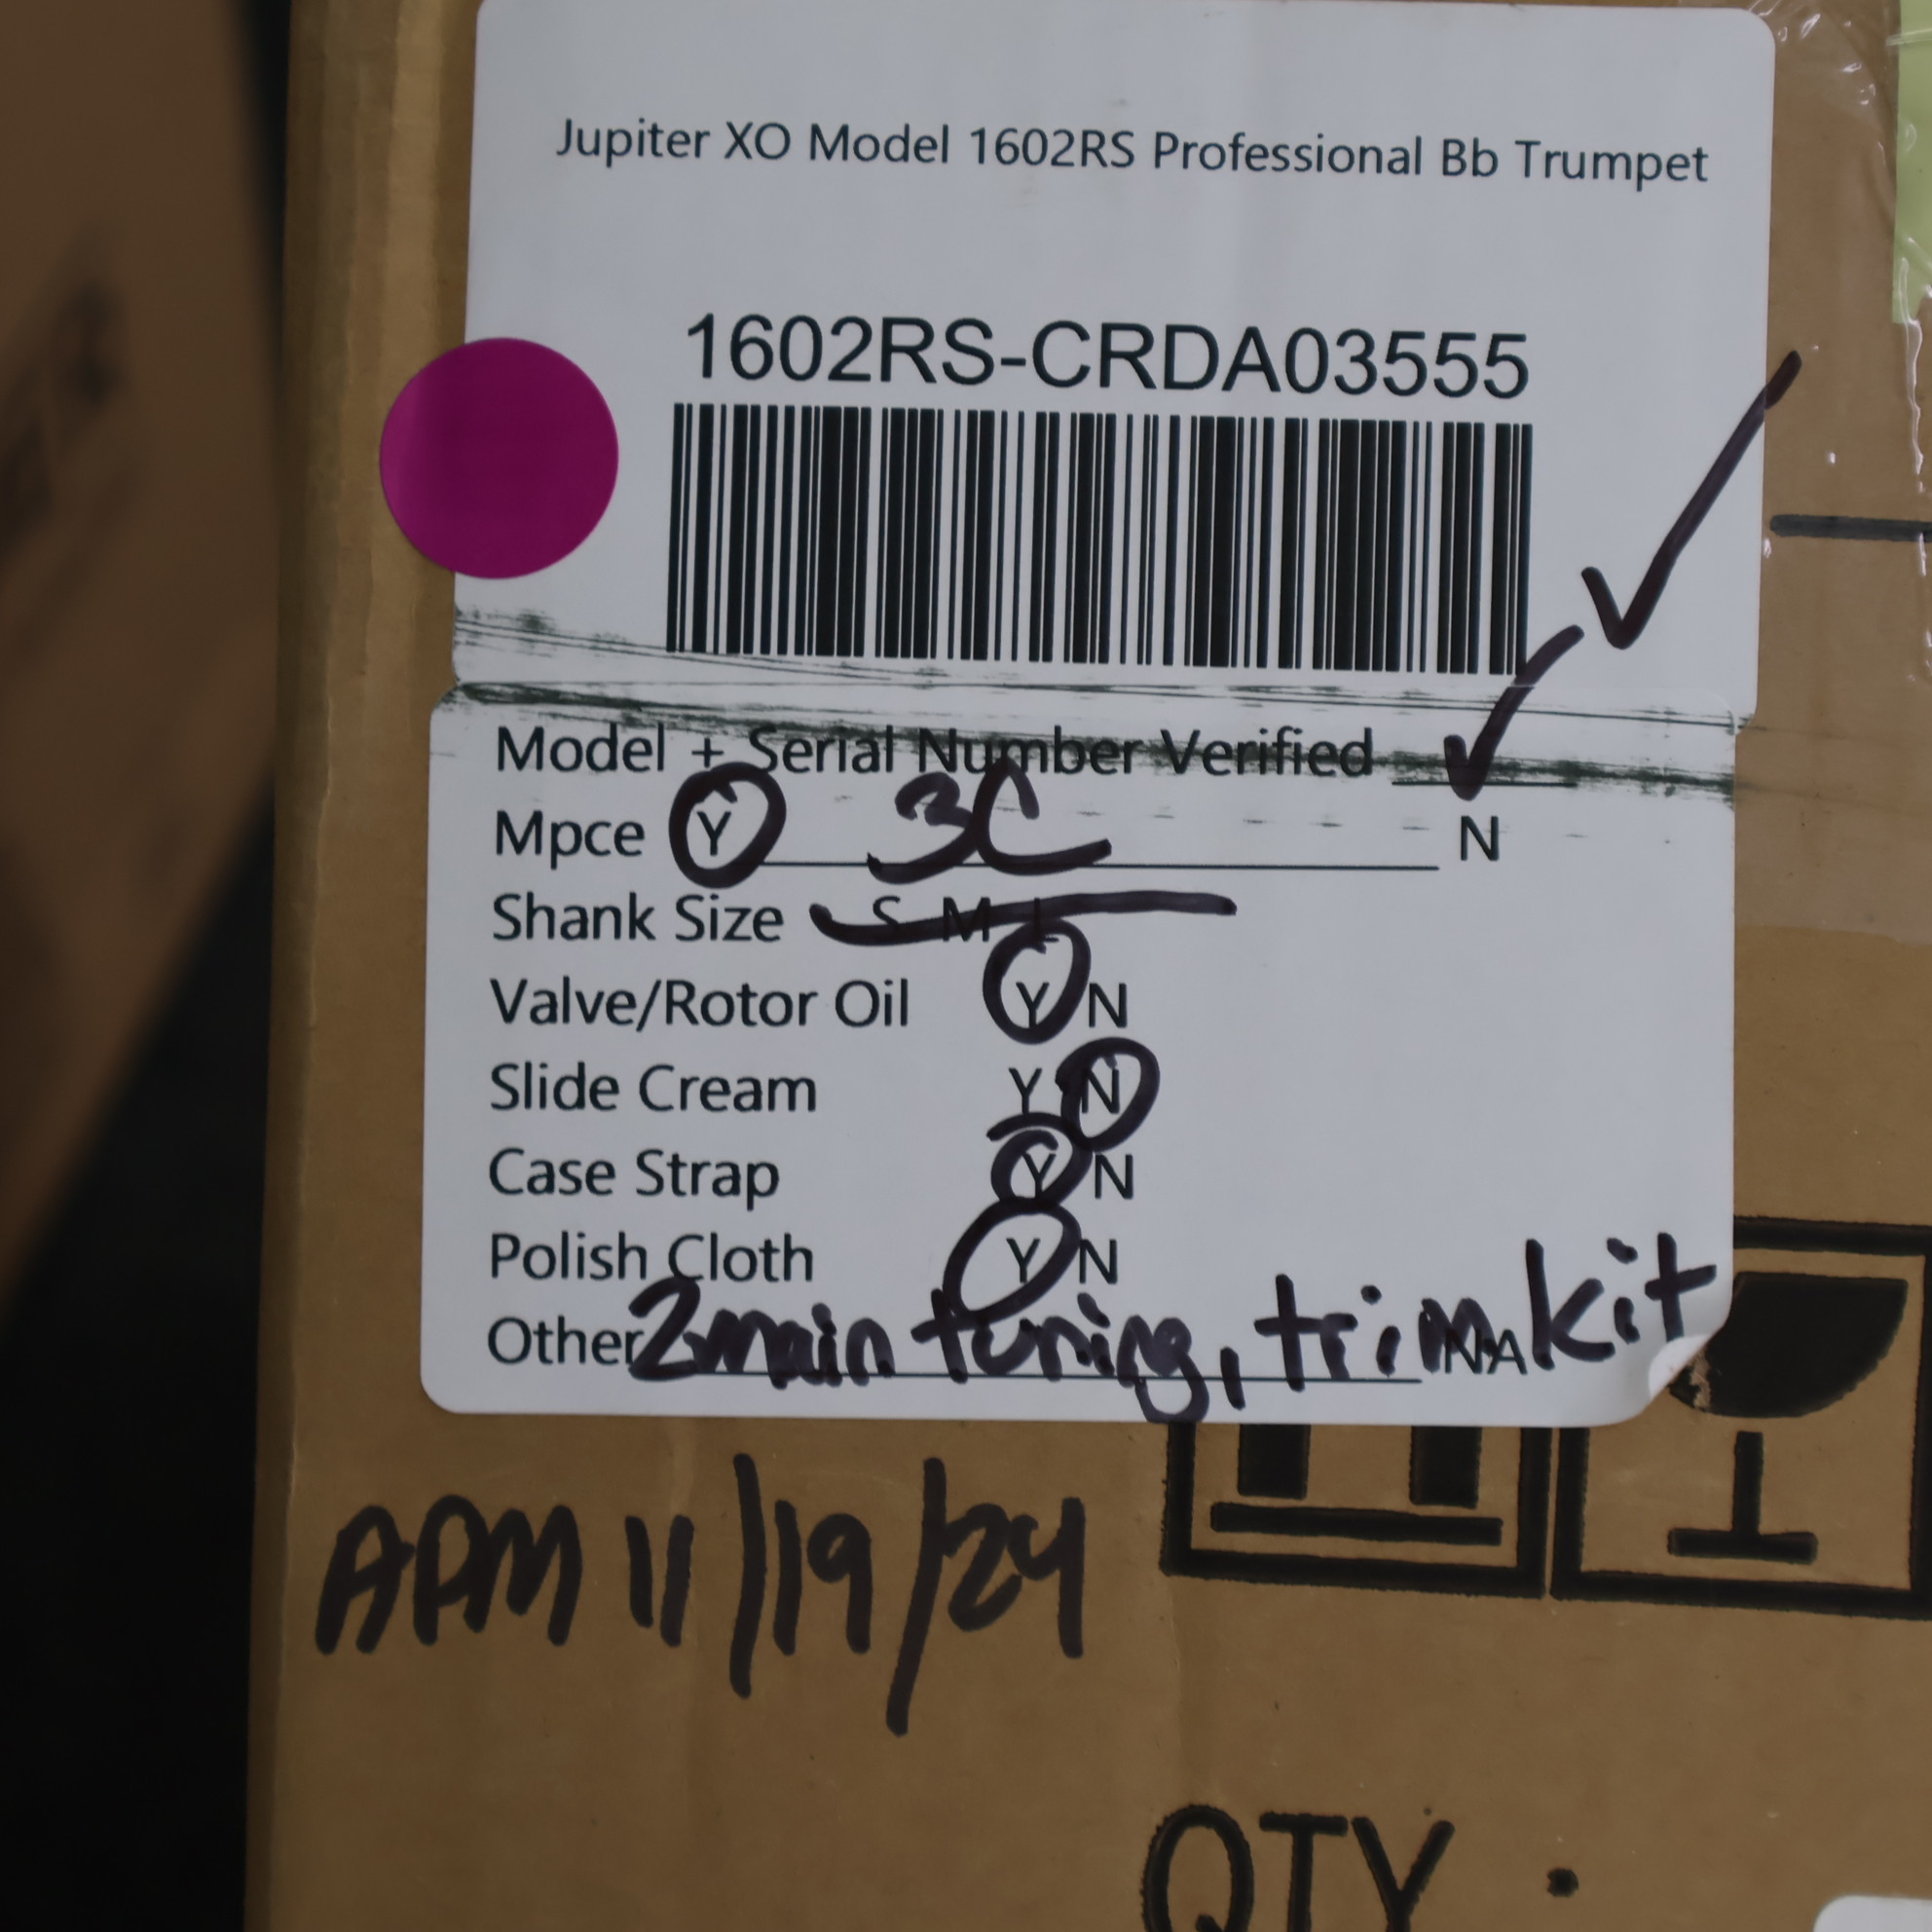 Jupiter XO Model 1602RS Professional Bb Trumpet
1602RS-CRDA03555
Model + Serial Number Verified ✓
Mpce Y 3C N
Shank Size S M L
Valve/Rotor Oil Y N
Slide Cream Y N
Case Strap Y N
Polish Cloth Y N
Other 2 main tuning, trim kit NA
APM 11/19/24
QTY :